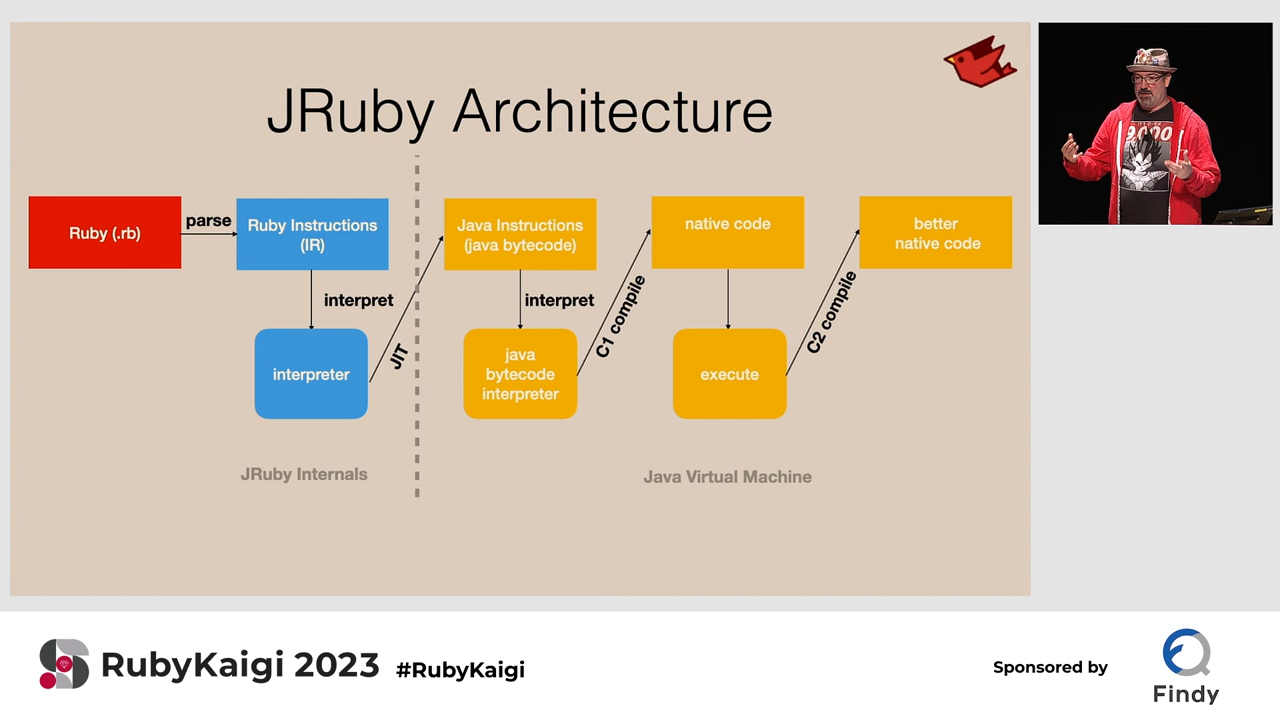 JRuby Architecture
Ruby (.rb)
parse
Ruby Instructions
(IR)
interpret
interpreter
JIT
Java Instructions
(java bytecode)
interpret
java
bytecode
interpreter
C1 compile
native code
execute
C2 compile
better
native code
JRuby Internals
Java Virtual Machine
9000
RubyKaigi 2023 #RubyKaigi
Sponsored by
Findy